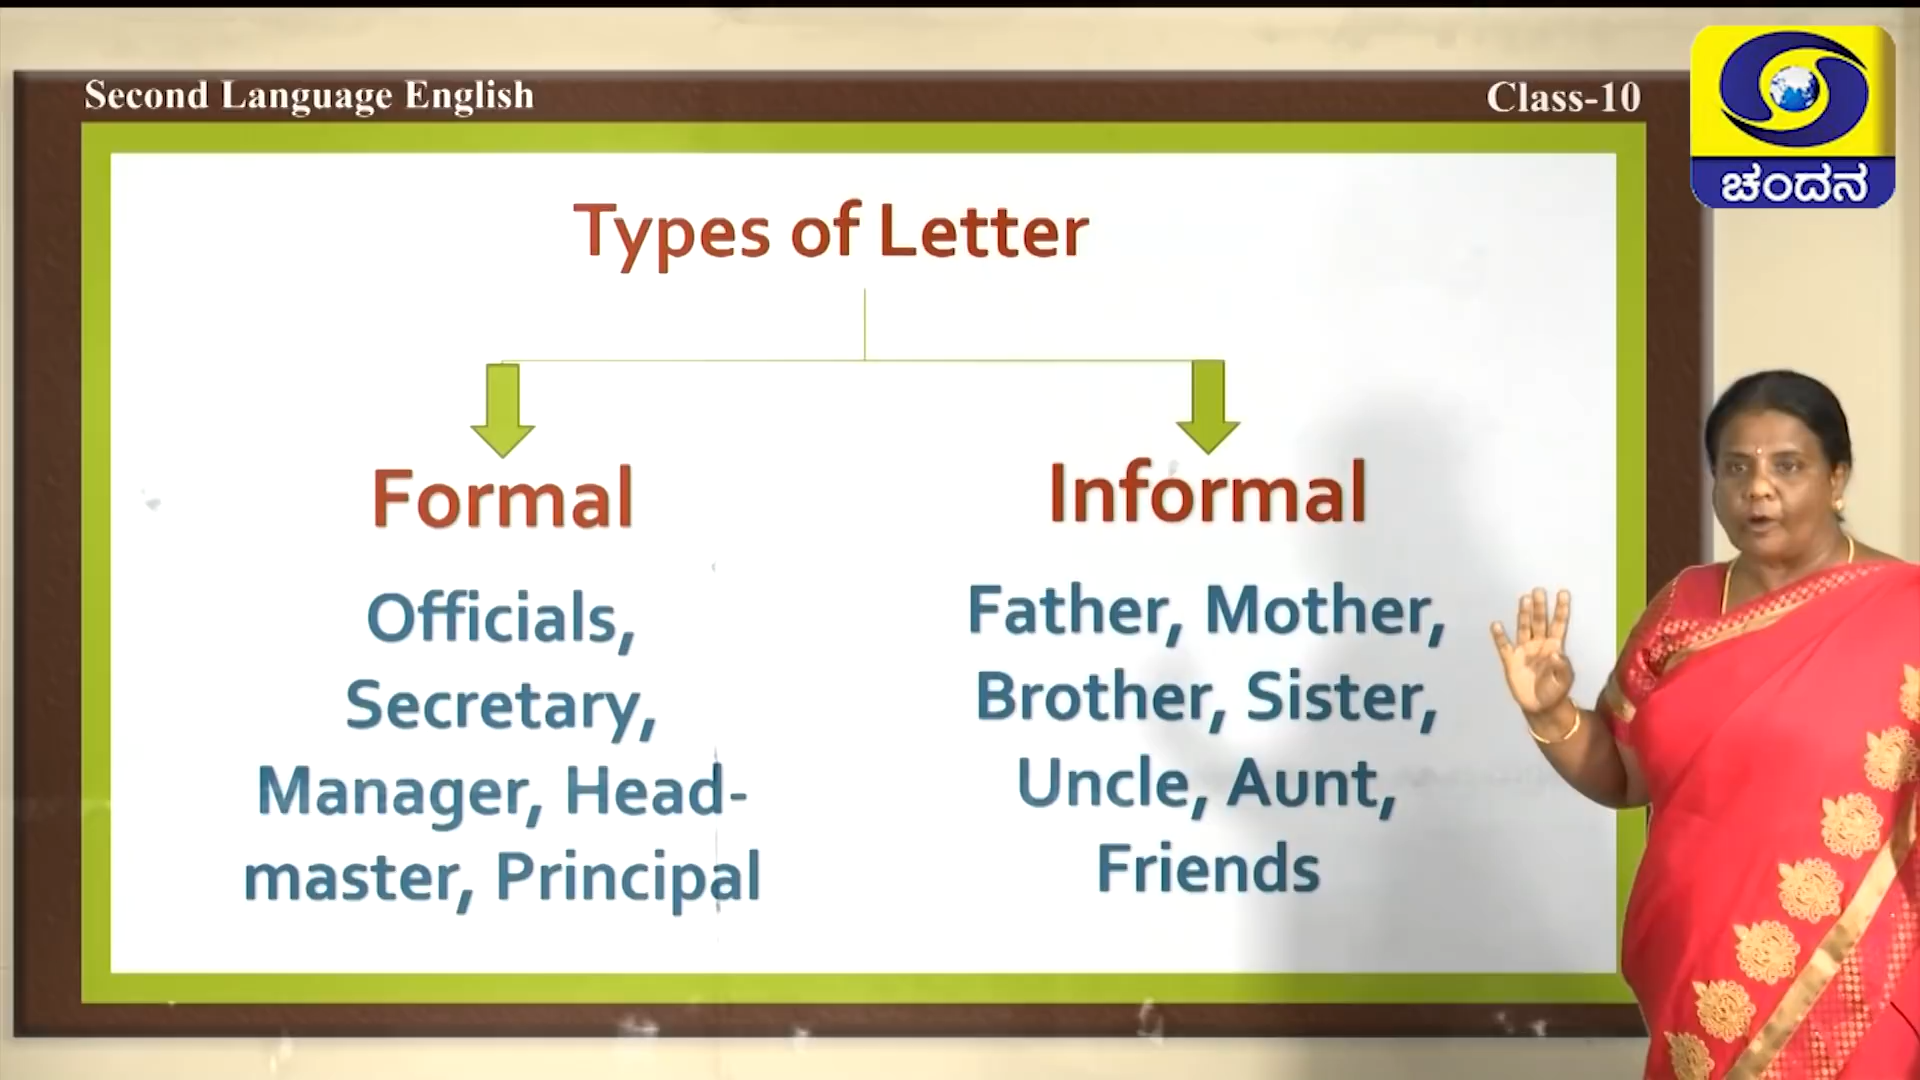 Second Language English
Class-10
ಚಂದನ
Types of Letter
Formal
Officials,
Secretary,
Manager, Head-
master, Principal
Informal
Father, Mother,
Brother, Sister,
Uncle, Aunt,
Friends